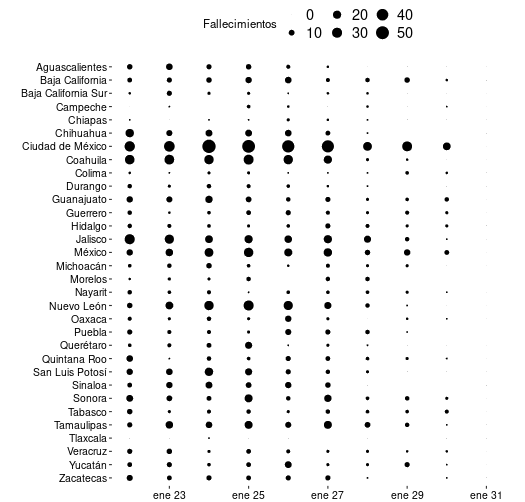 Fallecimientos
0 20 40
10 30 50
Aguascalientes
Baja California
Baja California Sur
Campeche
Chiapas
Chihuahua
Ciudad de México
Coahuila
Colima
Durango
Guanajuato
Guerrero
Hidalgo
Jalisco
México
Michoacán
Morelos
Nayarit
Nuevo León
Oaxaca
Puebla
Querétaro
Quintana Roo
San Luis Potosí
Sinaloa
Sonora
Tabasco
Tamaulipas
Tlaxcala
Veracruz
Yucatán
Zacatecas
ene 23 ene 25 ene 27 ene 29 ene 31